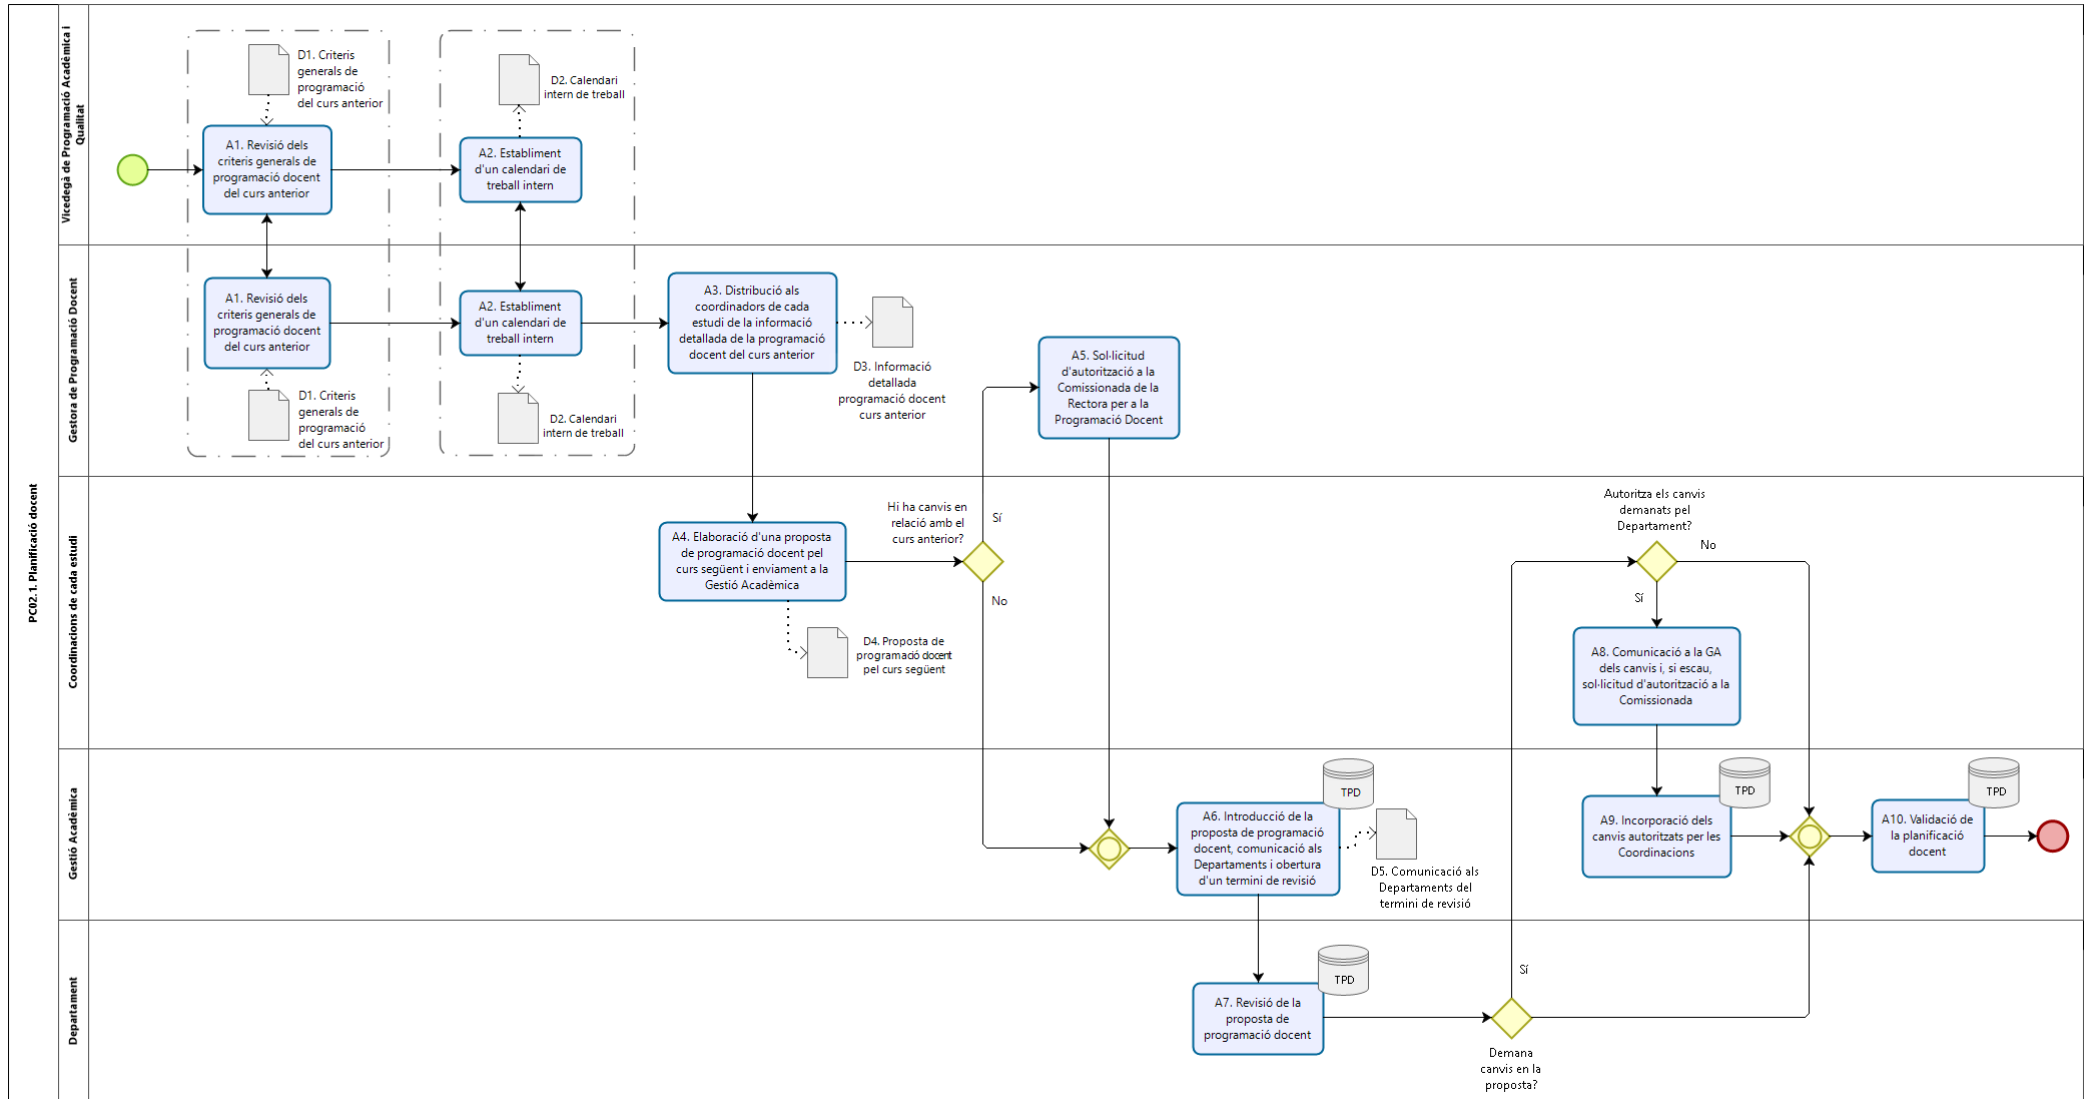 PC02.1. Planificació docent
Vicedegà de Programació Acadèmica i
Qualitat
D1. Criteris
generals de
programació
del curs anterior
D2. Calendari
intern de treball
A1. Revisió dels
criteris generals de
programació docent
del curs anterior
A2. Establiment
d'un calendari de
treball intern
Gestora de Programació Docent
A1. Revisió dels
criteris generals de
programació docent
del curs anterior
D1. Criteris
generals de
programació
del curs anterior
A2. Establiment
d'un calendari de
treball intern
D2. Calendari
intern de treball
A3. Distribució als
coordinadors de cada
estudi de la informació
detallada de la programació
docent del curs anterior
D3. Informació
detallada
programació docent
curs anterior
A5. Sol·licitud
d'autorització a la
Comissionada de la
Rectora per a la
Programació Docent
Coordinacions de cada estudi
A4. Elaboració d'una proposta
de programació docent pel
curs següent i enviament a la
Gestió Acadèmica
D4. Proposta de
programació docent
pel curs següent
Hi ha canvis en
relació amb el
curs anterior?
Sí
No
Autoritza els canvis
demanats pel
Departament?
No
Sí
A8. Comunicació a la GA
dels canvis i, si escau,
sol·licitud d'autorització a la
Comissionada
Gestió Acadèmica
A6. Introducció de la
proposta de programació
docent, comunicació als
Departaments i obertura
d'un termini de revisió
TPD
D5. Comunicació als
Departaments del
termini de revisió
A9. Incorporació dels
canvis autoritzats per les
Coordinacions
TPD
A10. Validació de
la planificació
docent
TPD
Departament
A7. Revisió de la
proposta de
programació docent
TPD
Sí
Demana
canvis en la
proposta?